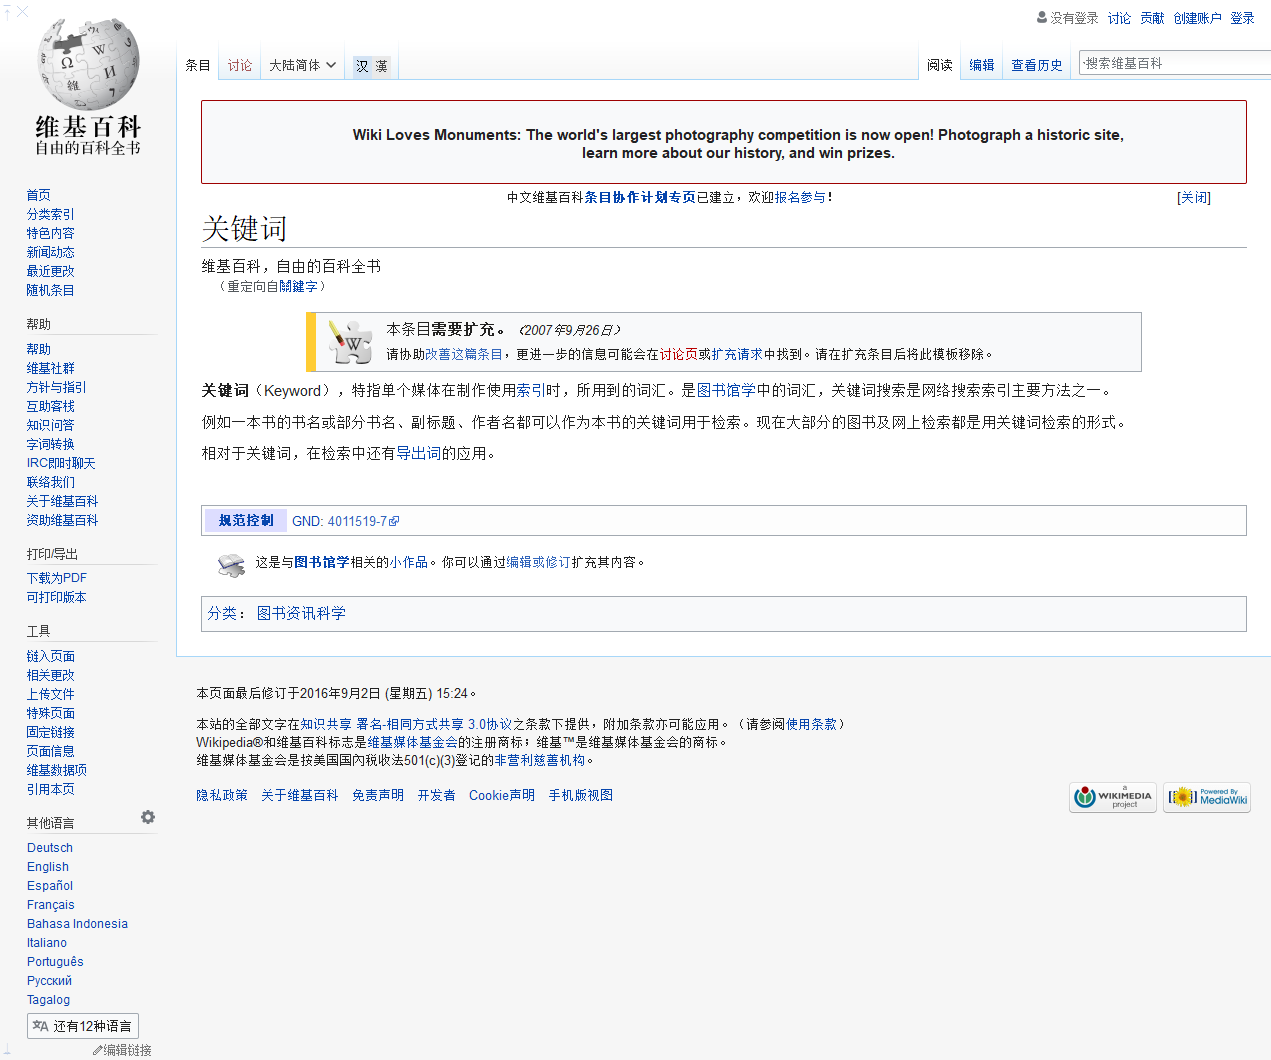 没有登录 讨论 贡献 创建账户 登录
条目 讨论 大陆简体 汉 漢 阅读 编辑 查看历史 搜索维基百科
维基百科
自由的百科全书
Wiki Loves Monuments: The world's largest photography competition is now open! Photograph a historic site,
learn more about our history, and win prizes.
中文维基百科条目协作计划专页已建立，欢迎报名参与！ [关闭]
关键词
维基百科，自由的百科全书
（重定向自關鍵字）
本条目需要扩充。（2007年9月26日）
请协助改善这篇条目，更进一步的信息可能会在讨论页或扩充请求中找到。请在扩充条目后将此模板移除。
关键词（Keyword），特指单个媒体在制作使用索引时，所用到的词汇。是图书馆学中的词汇，关键词搜索是网络搜索索引主要方法之一。
例如一本书的书名或部分书名、副标题、作者名都可以作为本书的关键词用于检索。现在大部分的图书及网上检索都是用关键词检索的形式。
相对于关键词，在检索中还有导出词的应用。
规范控制 GND: 4011519-7
这是与图书馆学相关的小作品。你可以通过编辑或修订扩充其内容。
分类： 图书资讯科学
首页
分类索引
特色内容
新闻动态
最近更改
随机条目
帮助
帮助
维基社群
方针与指引
互助客栈
知识问答
字词转换
IRC即时聊天
联络我们
关于维基百科
资助维基百科
打印/导出
下载为PDF
可打印版本
工具
链入页面
相关更改
上传文件
特殊页面
固定链接
页面信息
维基数据项
引用本页
其他语言
Deutsch
English
Español
Français
Bahasa Indonesia
Italiano
Português
Русский
Tagalog
还有12种语言
编辑链接
本页面最后修订于2016年9月2日 (星期五) 15:24。
本站的全部文字在知识共享 署名-相同方式共享 3.0协议之条款下提供，附加条款亦可能应用。（请参阅使用条款）
Wikipedia®和维基百科标志是维基媒体基金会的注册商标；维基™是维基媒体基金会的商标。
维基媒体基金会是按美国国內税收法501(c)(3)登记的非营利慈善机构。
隐私政策 关于维基百科 免责声明 开发者 Cookie声明 手机版视图
a
WIKIMEDIA
project
Powered By
MediaWiki